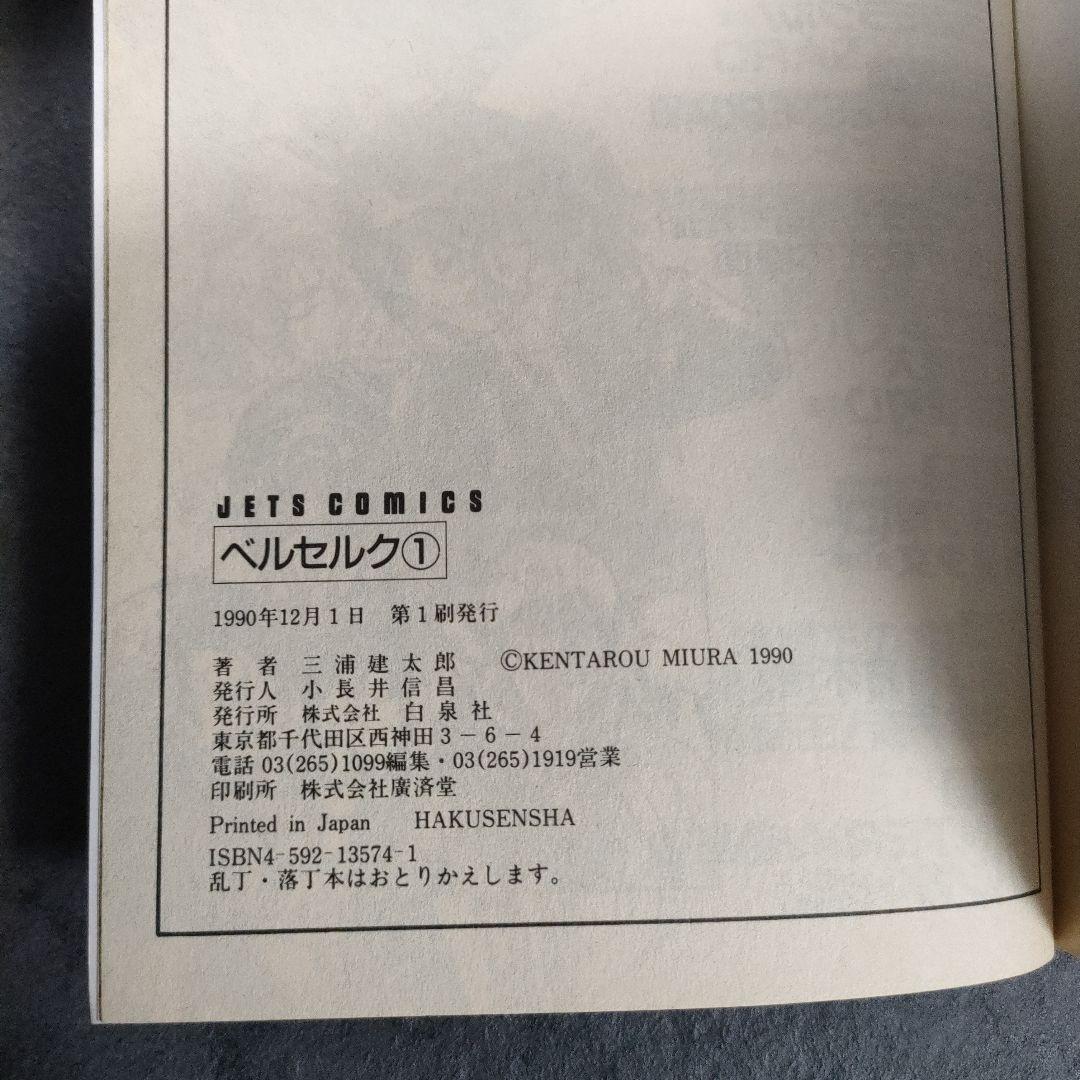 JETS COMICS
ベルセルク①
1990年12月1日 第1刷発行
著者 三浦建太郎 ©KENTAROU MIURA 1990
発行人 小長井信昌
発行所 株式会社 白泉社
東京都千代田区西神田3-6-4
電話 03(265)1099編集・03(265)1919営業
印刷所 株式会社廣済堂
Printed in Japan HAKUSENSHA
ISBN4-592-13574-1
乱丁・落丁本はおとりかえします。